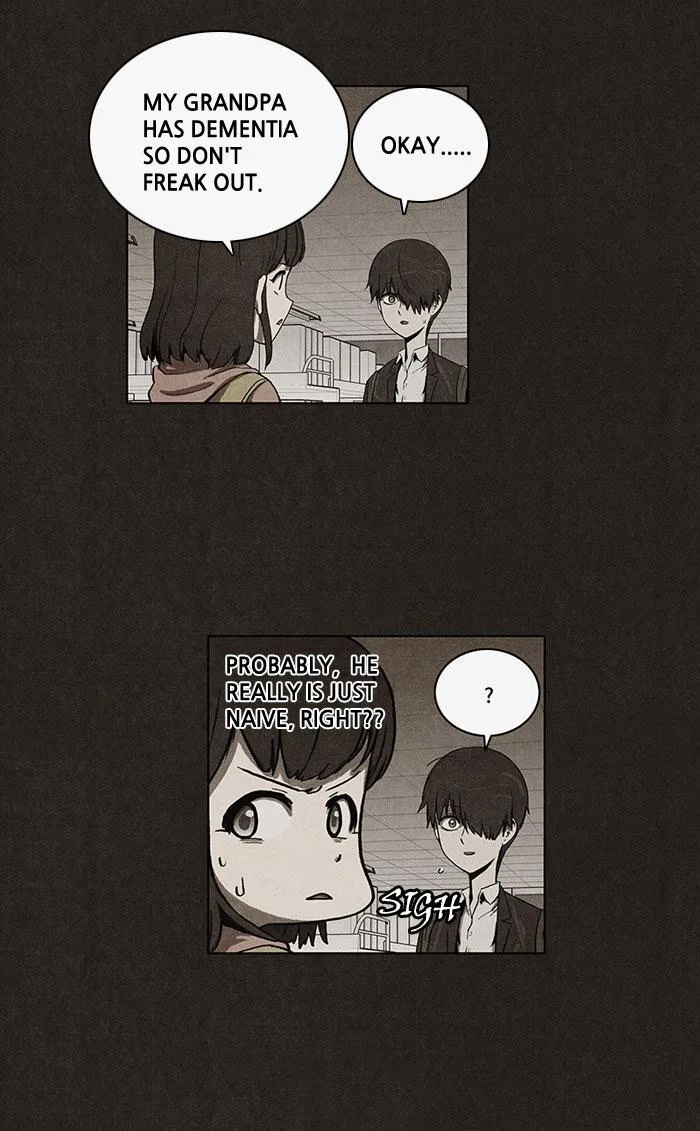 MY GRANDPA
HAS DEMENTIA
SO DON'T
FREAK OUT.
OKAY.....
PROBABLY, HE
REALLY IS JUST
NAIVE, RIGHT??
?
SIGH